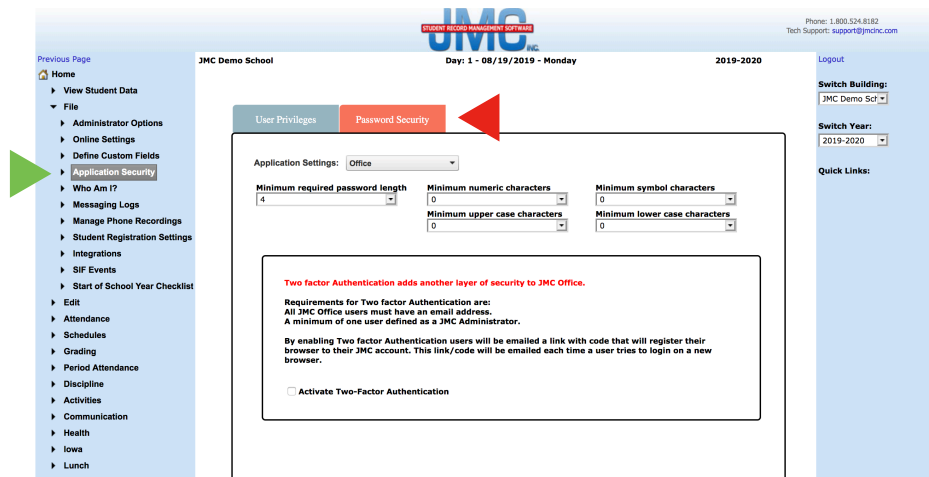 JMC
STUDENT RECORD MANAGEMENT SOFTWARE
INC.
Phone: 1.800.524.8182
Tech Support: support@jmcinc.com
Previous Page
JMC Demo School
Day: 1 - 08/19/2019 - Monday
2019-2020
Logout
Home
View Student Data
File
Administrator Options
Online Settings
Define Custom Fields
Application Security
Who Am I?
Messaging Logs
Manage Phone Recordings
Student Registration Settings
Integrations
SIF Events
Start of School Year Checklist
Edit
Attendance
Schedules
Grading
Period Attendance
Discipline
Activities
Communication
Health
Iowa
Lunch
User Privileges
Password Security
Application Settings: Office
Minimum required password length
4
Minimum numeric characters
0
Minimum symbol characters
0
Minimum upper case characters
0
Minimum lower case characters
0
Two factor Authentication adds another layer of security to JMC Office.
Requirements for Two factor Authentication are:
All JMC Office users must have an email address.
A minimum of one user defined as a JMC Administrator.
By enabling Two factor Authentication users will be emailed a link with code that will register their
browser to their JMC account. This link/code will be emailed each time a user tries to login on a new
browser.
Activate Two-Factor Authentication
Switch Building:
JMC Demo Sch
Switch Year:
2019-2020
Quick Links: